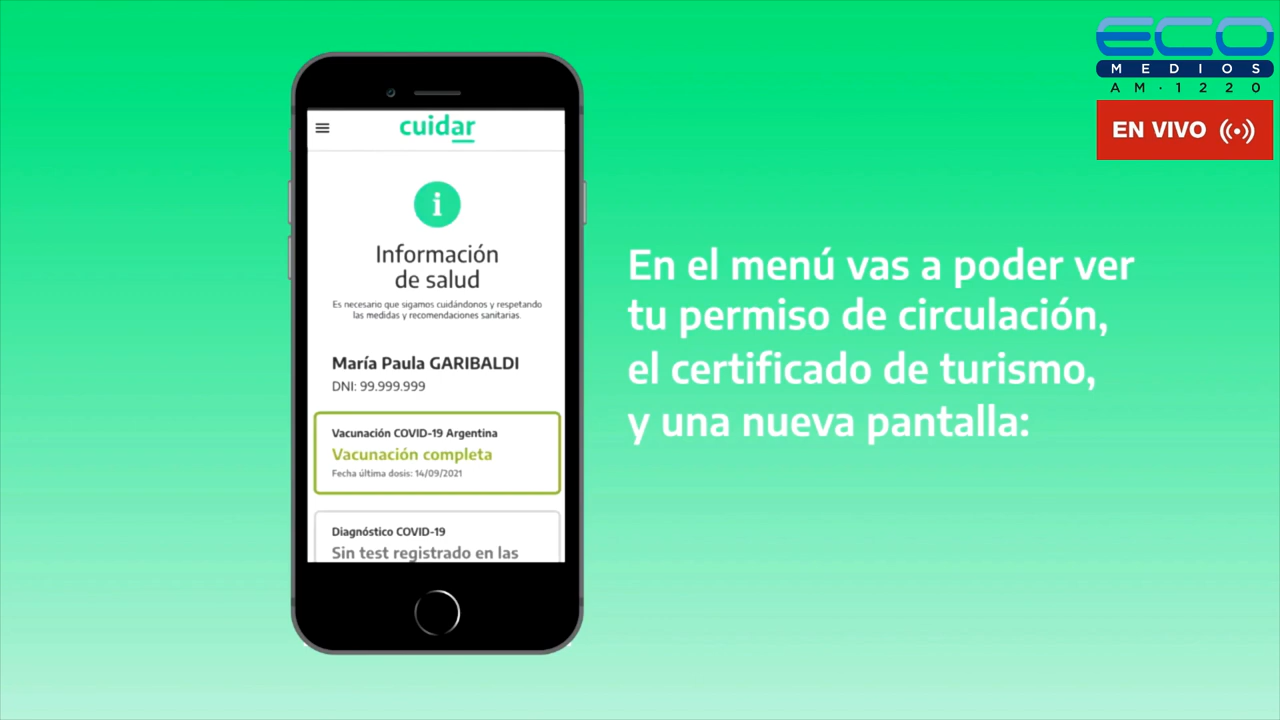 ECO
MEDIOS
AM·1220
EN VIVO
cuidar
i
Información
de salud
Es necesario que sigamos cuidándonos y respetando
las medidas y recomendaciones sanitarias.
María Paula GARIBALDI
DNI: 99.999.999
Vacunación COVID-19 Argentina
Vacunación completa
Fecha última dosis: 14/09/2021
Diagnóstico COVID-19
Sin test registrado en las
En el menú vas a poder ver
tu permiso de circulación,
el certificado de turismo,
y una nueva pantalla: